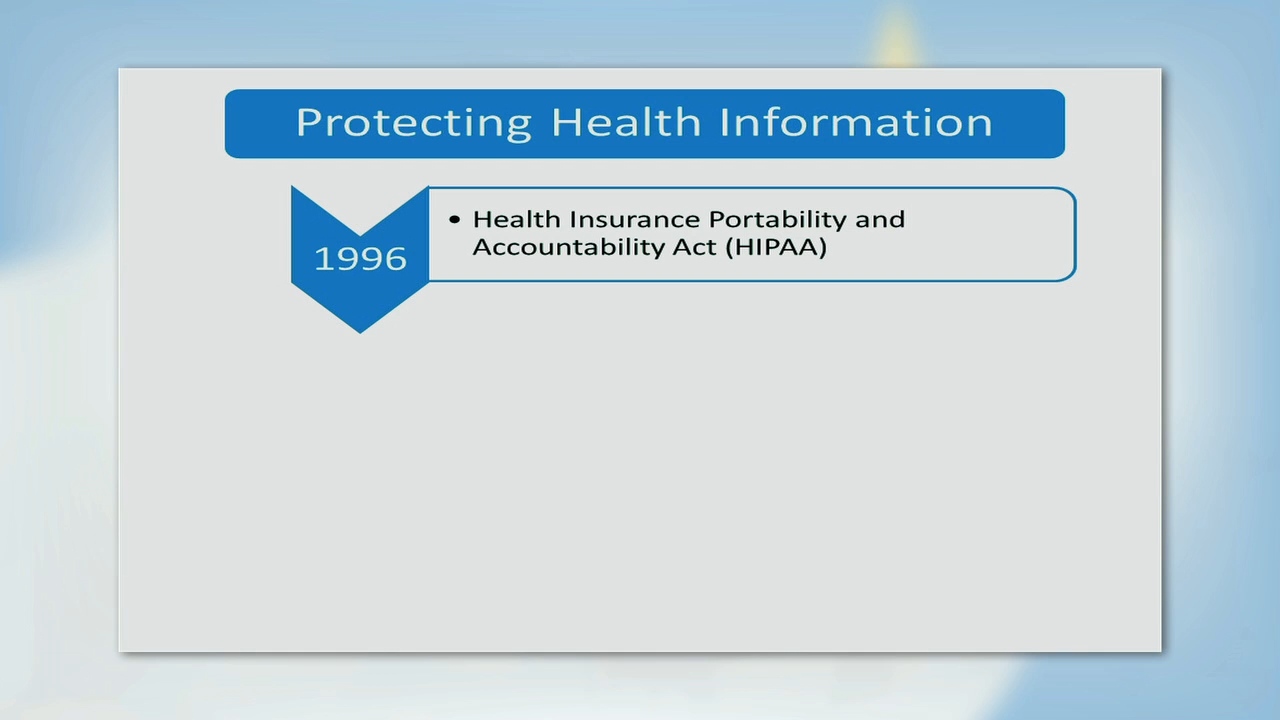 Protecting Health Information
1996
• Health Insurance Portability and
Accountability Act (HIPAA)